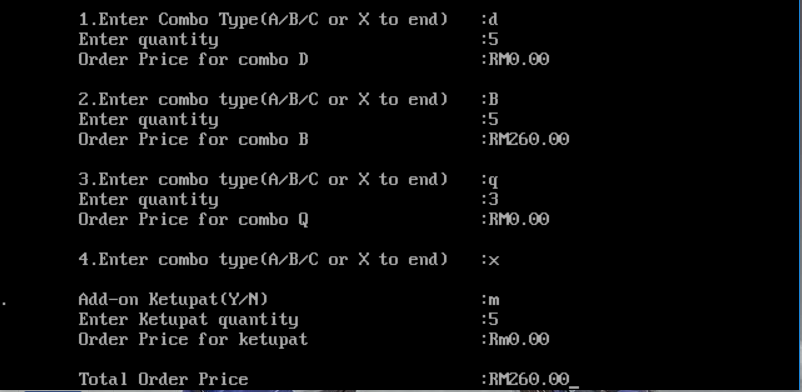 1.Enter Combo Type(A/B/C or X to end) :d
Enter quantity :5
Order Price for combo D :RM0.00
2.Enter combo type(A/B/C or X to end) :B
Enter quantity :5
Order Price for combo B :RM260.00
3.Enter combo type(A/B/C or X to end) :q
Enter quantity :3
Order Price for combo Q :RM0.00
4.Enter combo type(A/B/C or X to end) :x
. Add-on Ketupat(Y/N) :m
Enter Ketupat quantity :5
Order Price for ketupat :Rm0.00
Total Order Price :RM260.00_